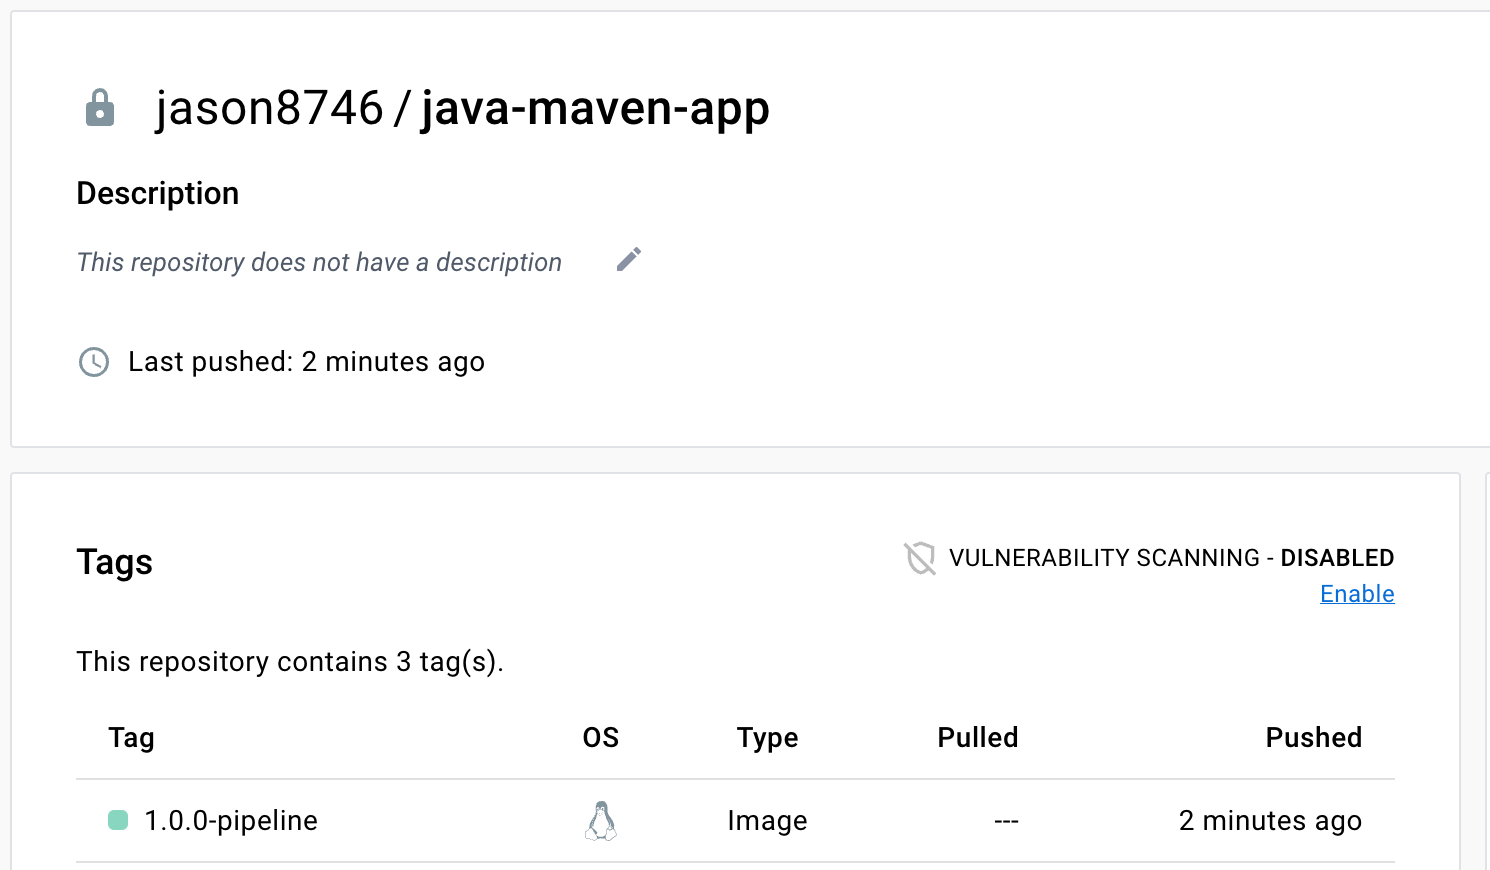 jason8746 / java-maven-app
Description
This repository does not have a description
Last pushed: 2 minutes ago
Tags
VULNERABILITY SCANNING - DISABLED
Enable
This repository contains 3 tag(s).
Tag OS Type Pulled Pushed
1.0.0-pipeline Image --- 2 minutes ago